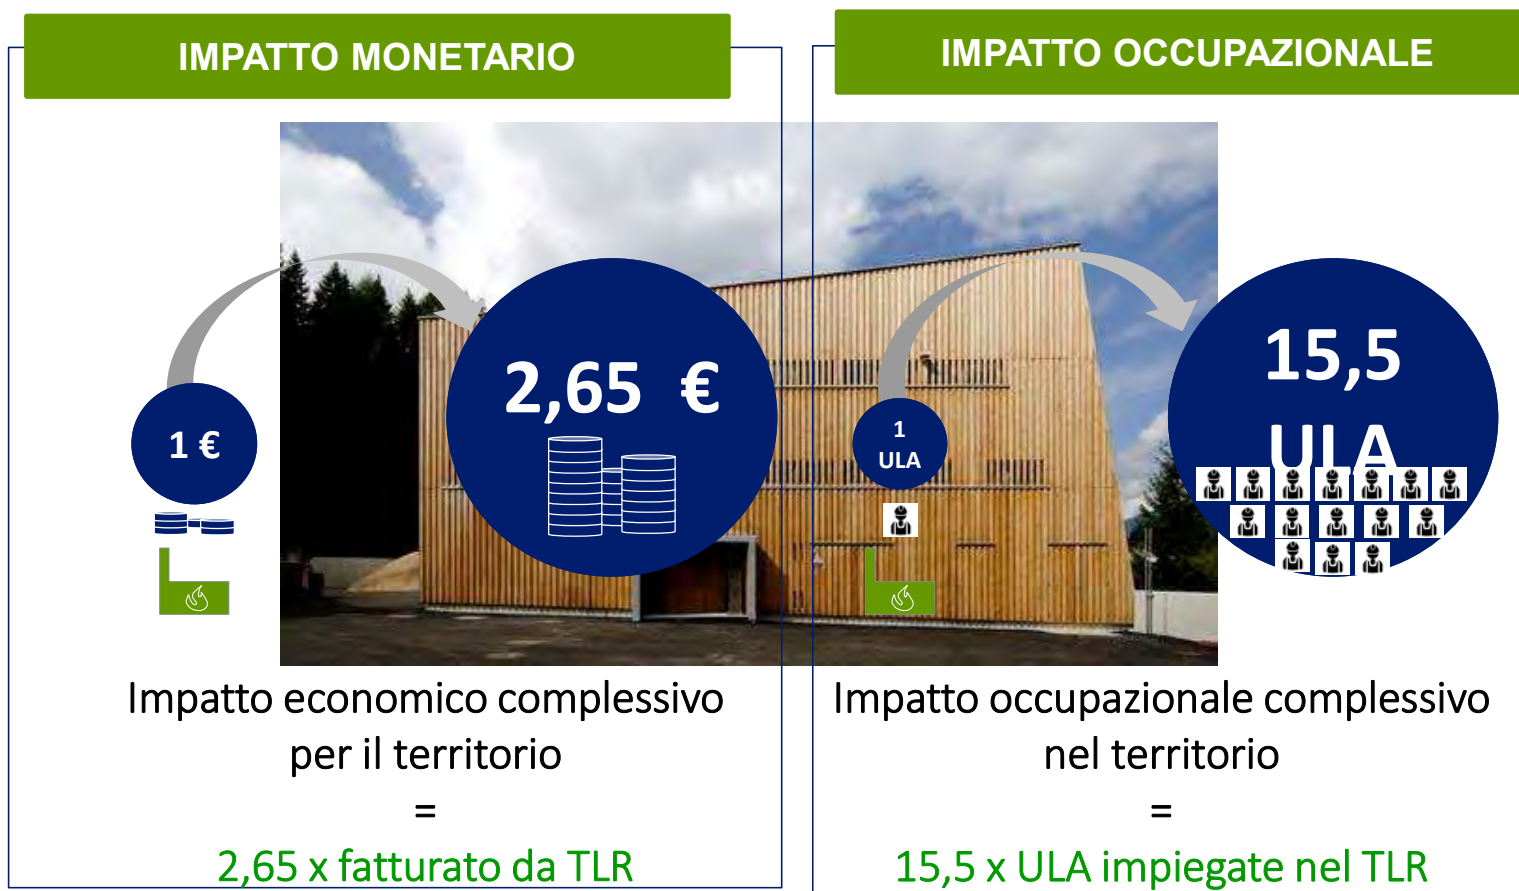 IMPATTO MONETARIO
1 €
2,65 €
Impatto economico complessivo
per il territorio
=
2,65 x fatturato da TLR
IMPATTO OCCUPAZIONALE
1
ULA
15,5
ULA
Impatto occupazionale complessivo
nel territorio
=
15,5 x ULA impiegate nel TLR